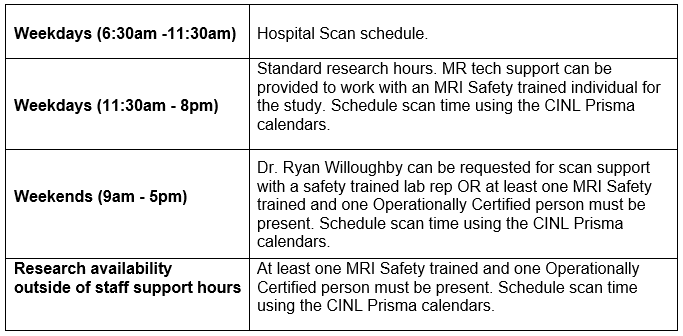 Weekdays (6:30am -11:30am)
Hospital Scan schedule.
Weekdays (11:30am - 8pm)
Standard research hours. MR tech support can be
provided to work with an MRI Safety trained individual for
the study. Schedule scan time using the CINL Prisma
calendars.
Weekends (9am - 5pm)
Dr. Ryan Willoughby can be requested for scan support
with a safety trained lab rep OR at least one MRI Safety
trained and one Operationally Certified person must be
present. Schedule scan time using the CINL Prisma
calendars.
Research availability
outside of staff support hours
At least one MRI Safety trained and one Operationally
Certified person must be present. Schedule scan time
using the CINL Prisma calendars.